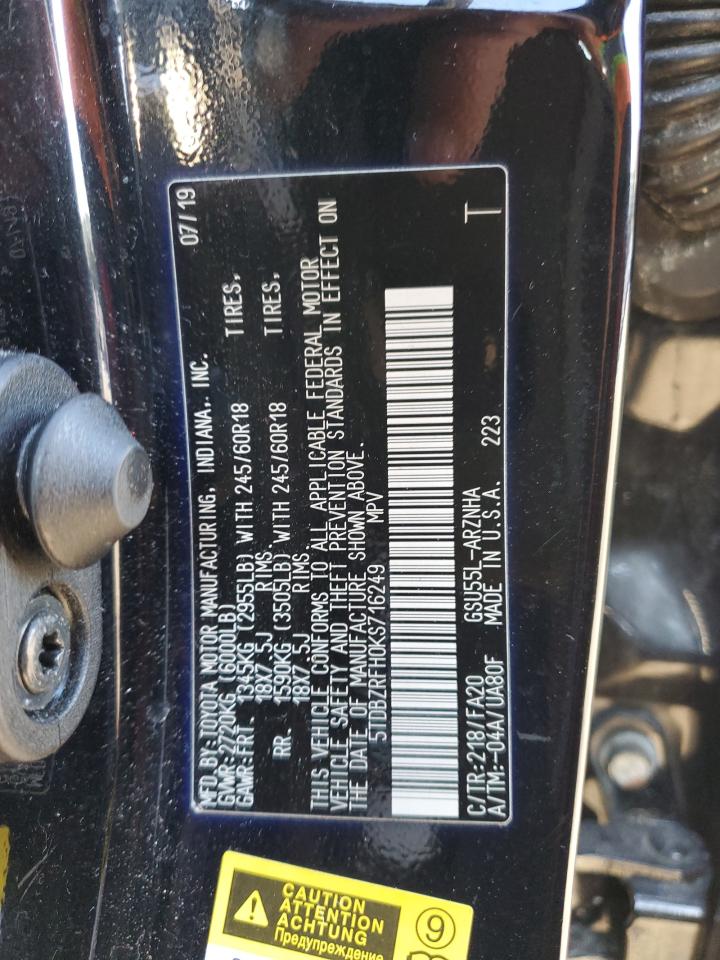 MFD.BY:TOYOTA MOTOR MANUFACTURING, INDIANA, INC. 07/19
GVWR:2720KG (6000LB)
GAWR:FRT. 1345KG (2955LB) WITH 245/60R18 TIRES,
18X7.5J RIMS.
RR. 1590KG (3505LB) WITH 245/60R18 TIRES,
18X7.5J RIMS.
THIS VEHICLE CONFORMS TO ALL APPLICABLE FEDERAL MOTOR
VEHICLE SAFETY AND THEFT PREVENTION STANDARDS IN EFFECT ON
THE DATE OF MANUFACTURE SHOWN ABOVE.
5TDBZRFH0KS716249 MPV
C/TR:218/FA20 GSU55L-ARZNHA T
A/TM:-04A/UA80F MADE IN U.S.A. 223
CAUTION
ATTENTION
ACHTUNG
Предупреждение
9